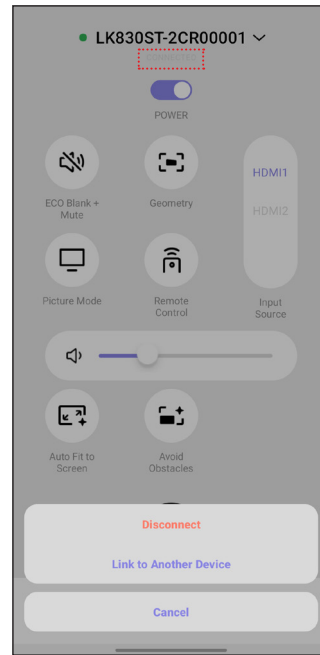 LK830ST-2CR00001
POWER
ECO Blank +
Mute
Geometry
HDMI1
HDMI2
Picture Mode
Remote
Control
Input
Source
Auto Fit to
Screen
Avoid
Obstacles
Disconnect
Link to Another Device
Cancel